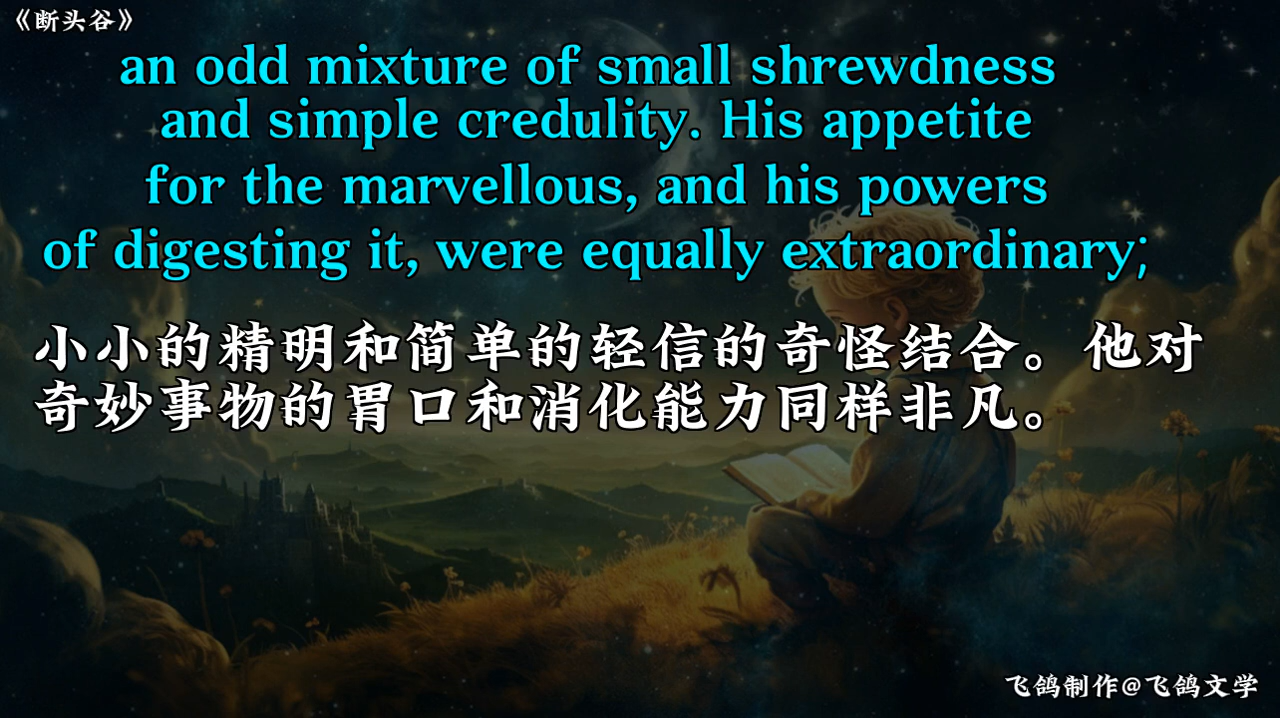 《断头谷》
an odd mixture of small shrewdness
and simple credulity. His appetite
for the marvellous, and his powers
of digesting it, were equally extraordinary;
小小的精明和简单的轻信的奇怪结合。他对
奇妙事物的胃口和消化能力同样非凡。
飞鸽制作@飞鸽文学